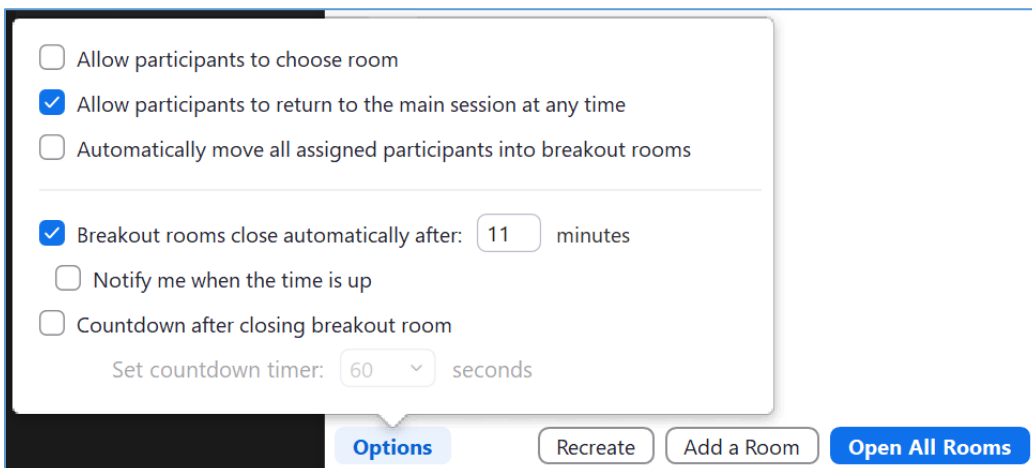 Allow participants to choose room
Allow participants to return to the main session at any time
Automatically move all assigned participants into breakout rooms
Breakout rooms close automatically after: 11 minutes
Notify me when the time is up
Countdown after closing breakout room
Set countdown timer: 60 seconds
Options Recreate Add a Room Open All Rooms